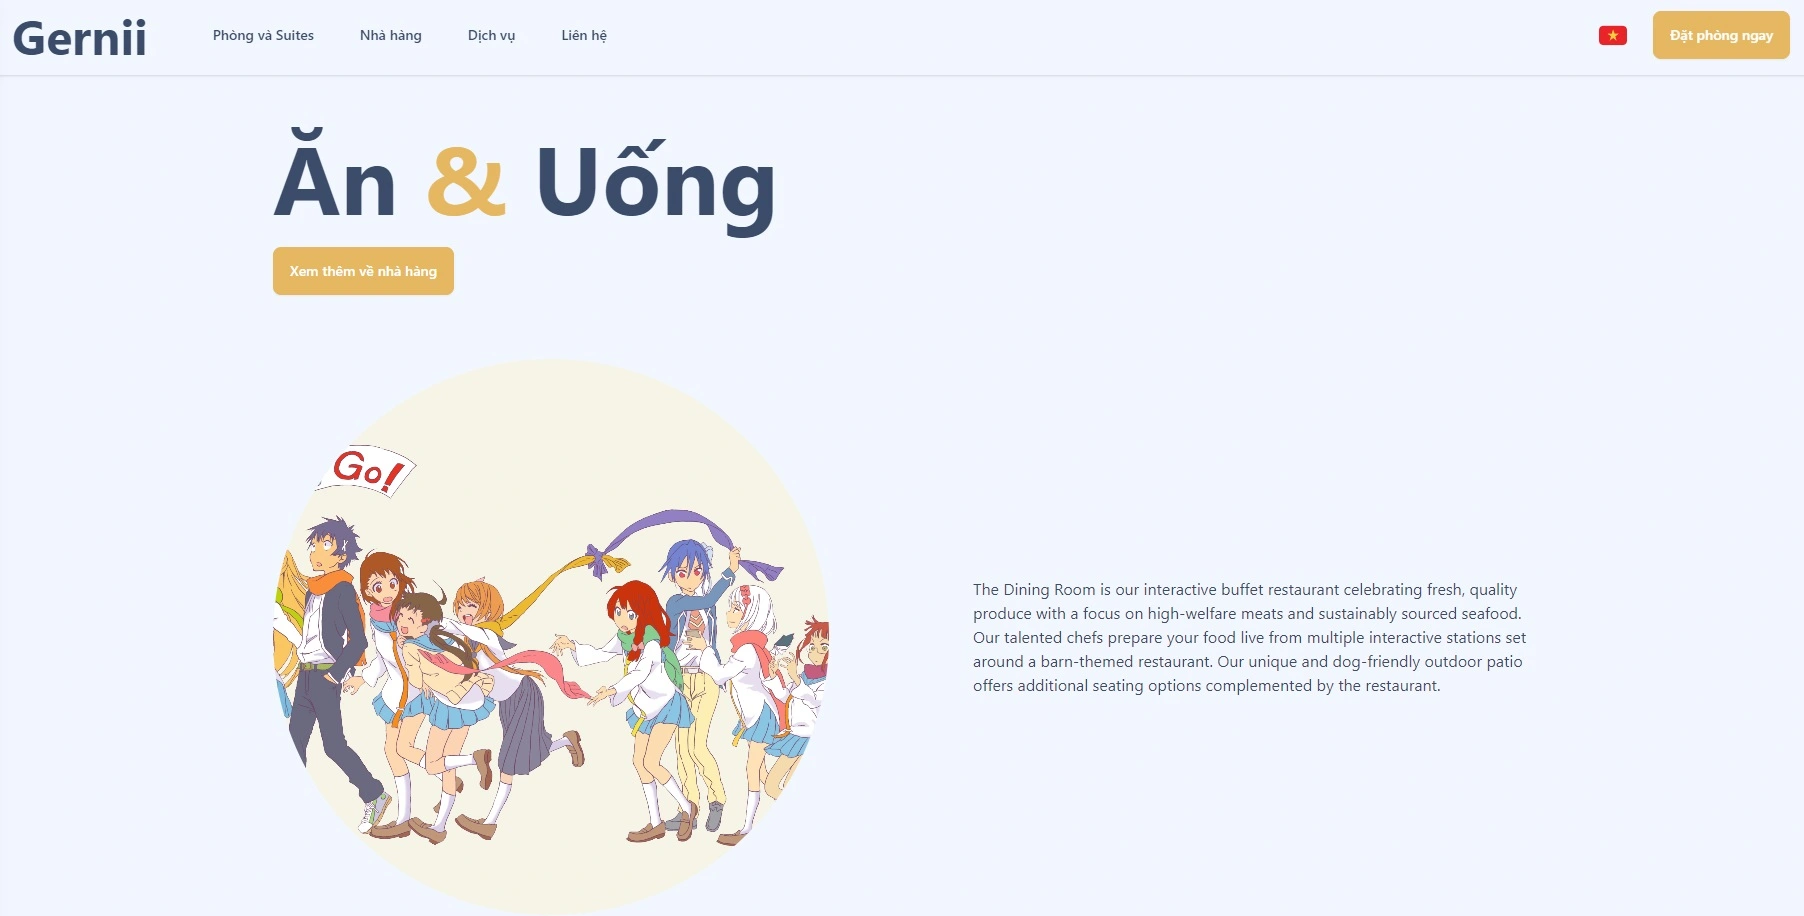 Gernii
Phòng và Suites
Nhà hàng
Dịch vụ
Liên hệ
Đặt phòng ngay
Ăn & Uống
Xem thêm về nhà hàng
Go!
The Dining Room is our interactive buffet restaurant celebrating fresh, quality
produce with a focus on high-welfare meats and sustainably sourced seafood.
Our talented chefs prepare your food live from multiple interactive stations set
around a barn-themed restaurant. Our unique and dog-friendly outdoor patio
offers additional seating options complemented by the restaurant.